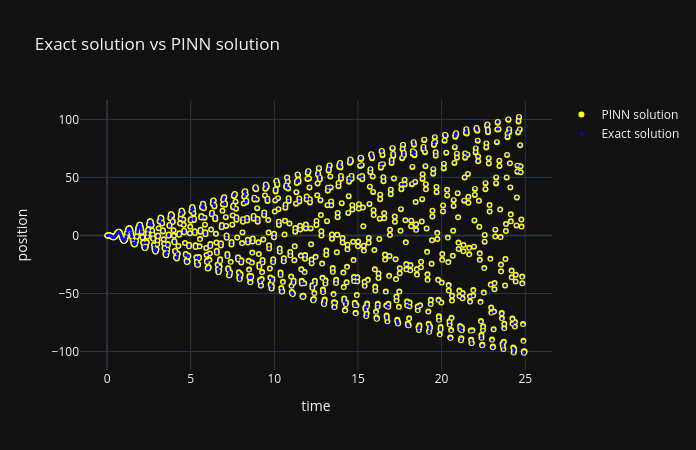 Exact solution vs PINN solution
PINN solution
Exact solution
position
100
50
0
−50
−100
0 5 10 15 20 25
time